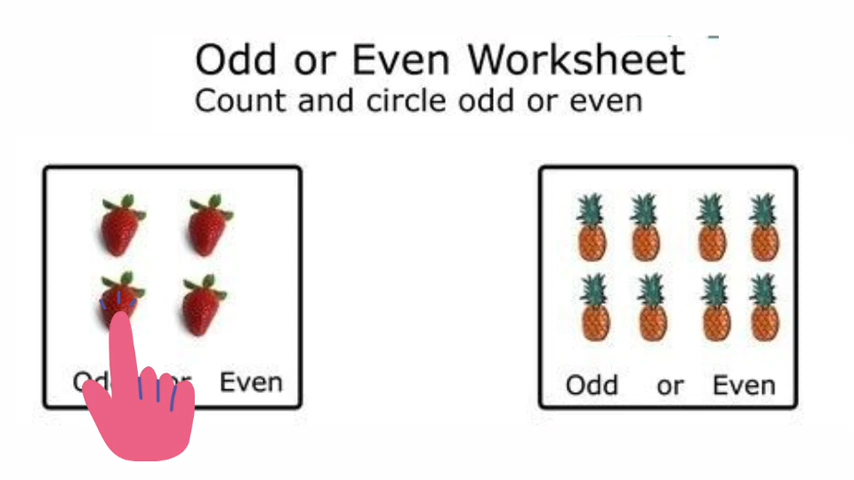 Odd or Even Worksheet
Count and circle odd or even
Even
Odd or Even